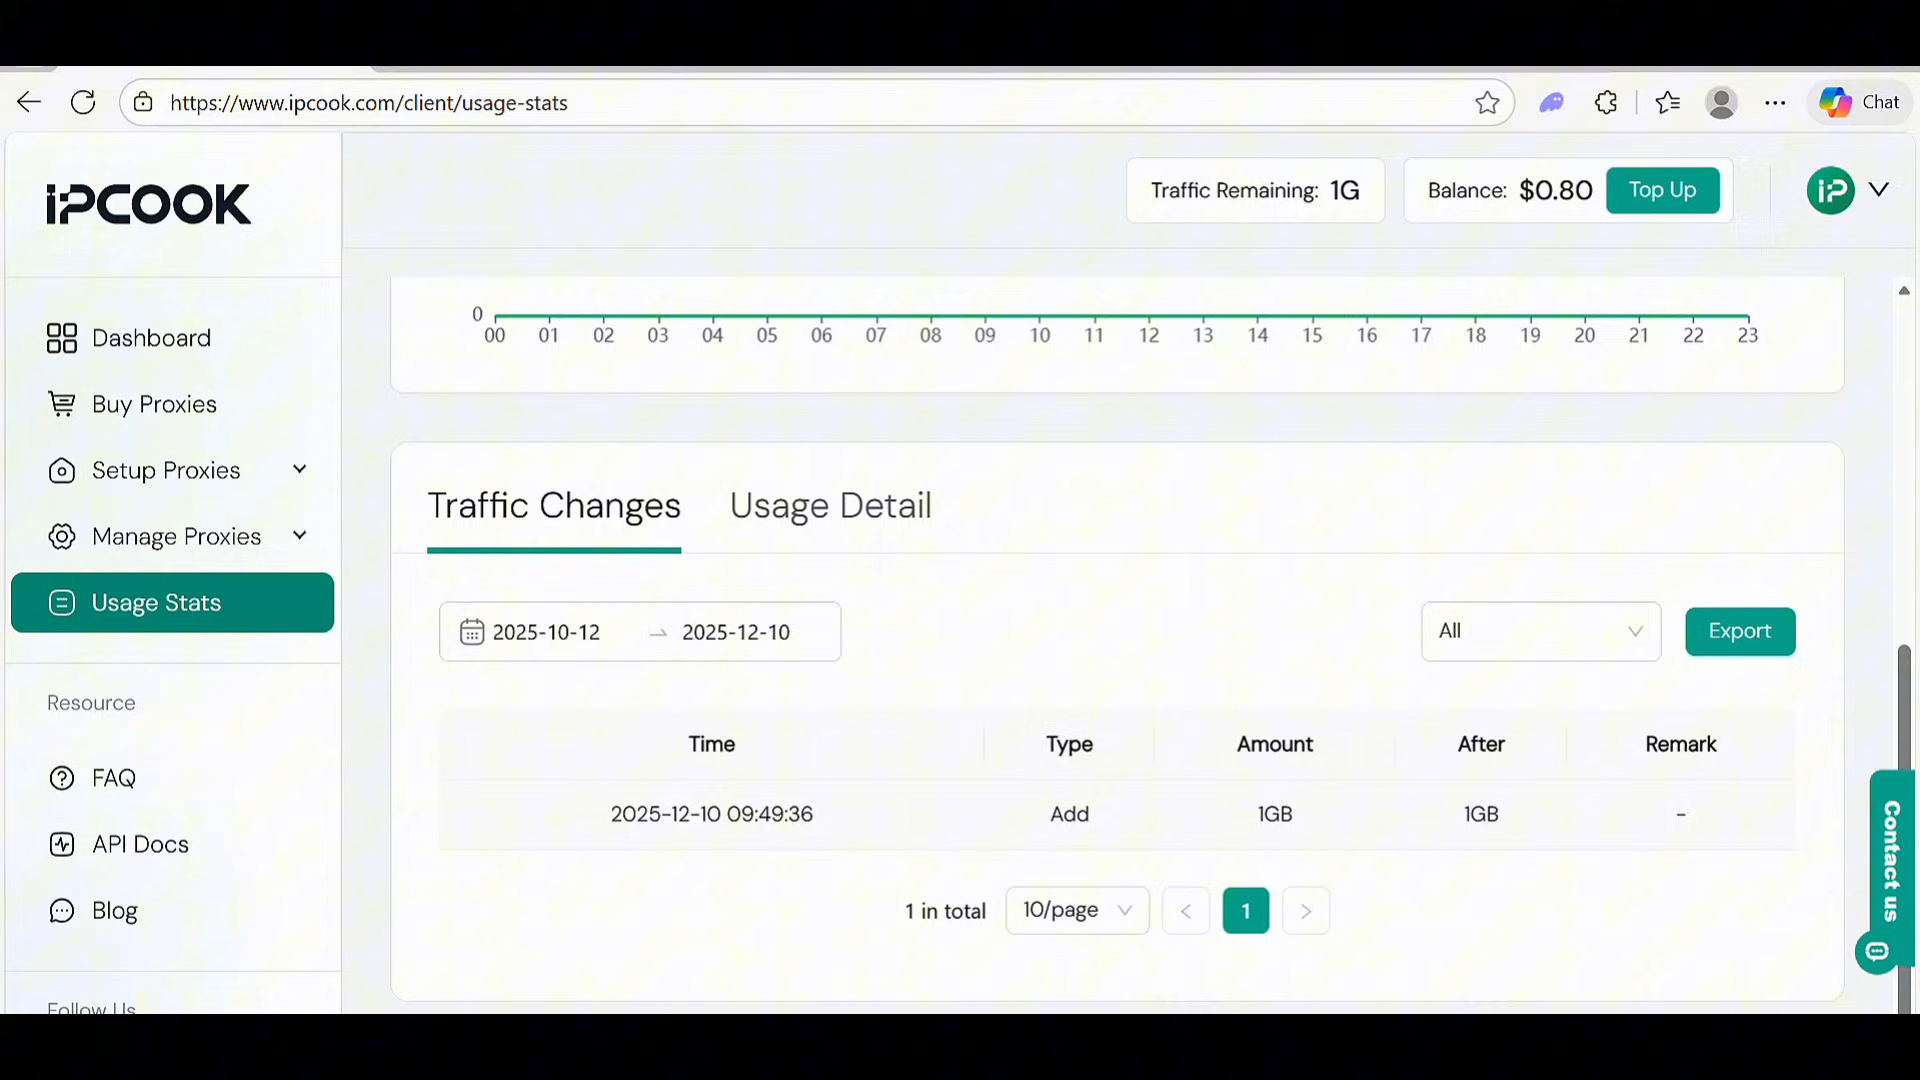 https://www.ipcook.com/client/usage-stats
Chat
iPCOOK
Traffic Remaining: 1G
Balance: $0.80
Top Up
iP
0
00 01 02 03 04 05 06 07 08 09 10 11 12 13 14 15 16 17 18 19 20 21 22 23
Dashboard
Buy Proxies
Setup Proxies
Manage Proxies
Usage Stats
Resource
FAQ
API Docs
Blog
Follow Us
Traffic Changes
Usage Detail
2025-10-12 → 2025-12-10
All
Export
Time Type Amount After Remark
2025-12-10 09:49:36 Add 1GB 1GB -
1 in total
10/page
< 1 >
Contact us